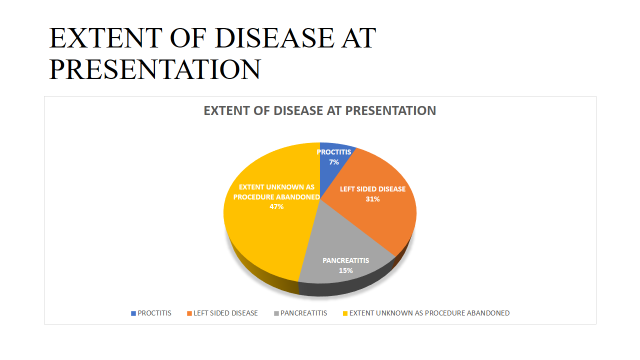 EXTENT OF DISEASE AT
PRESENTATION
EXTENT OF DISEASE AT PRESENTATION
PROCTITIS
7%
LEFT SIDED DISEASE
31%
PANCREATITIS
15%
EXTENT UNKNOWN AS
PROCEDURE ABANDONED
47%
PROCTITIS
LEFT SIDED DISEASE
PANCREATITIS
EXTENT UNKNOWN AS PROCEDURE ABANDONED